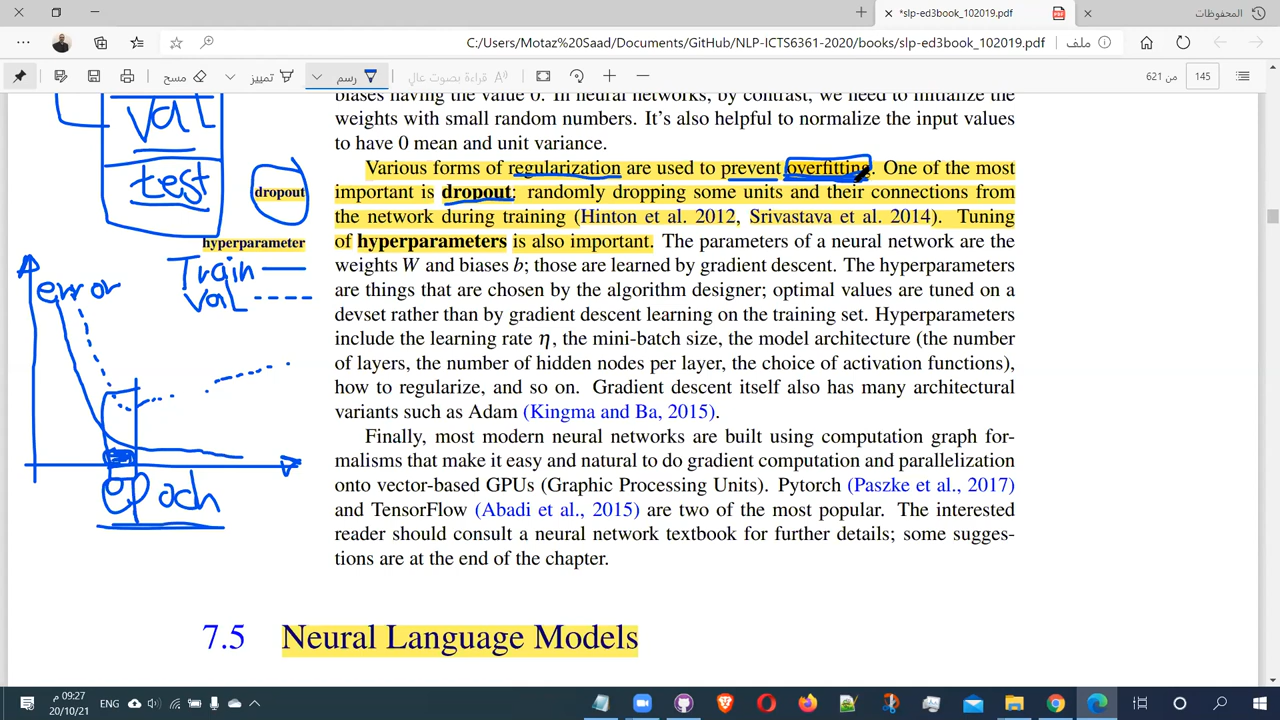 *slp-ed3book_102019.pdf
المحفوظات
C:/Users/Motaz%20Saad/Documents/GitHub/NLP-ICTS6361-2020/books/slp-ed3book_102019.pdf
ملف
مسح
تمييز
رسم
قراءة بصوت عالٍ
من 621
145
biases having the value 0. In neural networks, by contrast, we need to initialize the
weights with small random numbers. It's also helpful to normalize the input values
to have 0 mean and unit variance.
Various forms of regularization are used to prevent overfitting. One of the most
important is dropout: randomly dropping some units and their connections from
the network during training (Hinton et al. 2012, Srivastava et al. 2014). Tuning
of hyperparameters is also important. The parameters of a neural network are the
weights W and biases b; those are learned by gradient descent. The hyperparameters
are things that are chosen by the algorithm designer; optimal values are tuned on a
devset rather than by gradient descent learning on the training set. Hyperparameters
include the learning rate η, the mini-batch size, the model architecture (the number
of layers, the number of hidden nodes per layer, the choice of activation functions),
how to regularize, and so on. Gradient descent itself also has many architectural
variants such as Adam (Kingma and Ba, 2015).
Finally, most modern neural networks are built using computation graph for-
malisms that make it easy and natural to do gradient computation and parallelization
onto vector-based GPUs (Graphic Processing Units). Pytorch (Paszke et al., 2017)
and TensorFlow (Abadi et al., 2015) are two of the most popular. The interested
reader should consult a neural network textbook for further details; some sugges-
tions are at the end of the chapter.
7.5 Neural Language Models
val
test
dropout
hyperparameter
Train
val
error
epoch
09:27 م
20/10/21
ENG